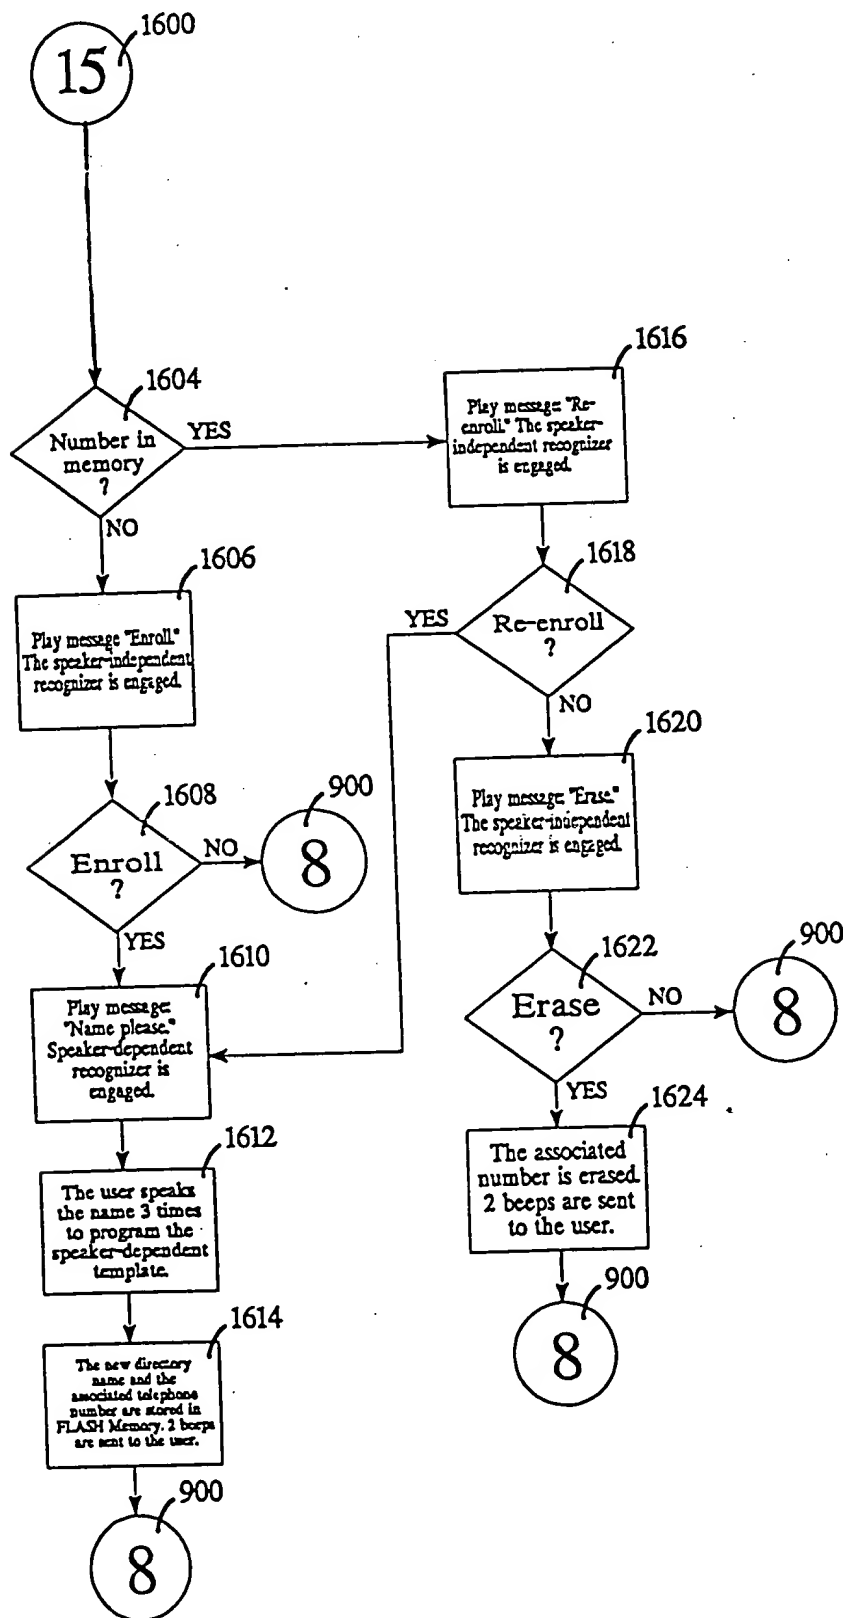 1600
15
1604
Number in
memory
?
YES
NO
1616
Play message: "Re-
enroll." The speaker-
independent recognizer
is engaged.
1606
Play message "Enroll."
The speaker-independent
recognizer is engaged.
1618
Re-enroll
?
YES
NO
1608
Enroll
?
NO
YES
900
8
1620
Play message "Erase."
The speaker-independent
recognizer is engaged.
1610
Play message:
"Name please."
Speaker-dependent
recognizer is
engaged.
1622
Erase
?
NO
YES
900
8
1612
The user speaks
the name 3 times
to program the
speaker-dependent
template.
1624
The associated
number is erased.
2 beeps are sent
to the user.
900
8
1614
The new directory
name and the
associated telephone
number are stored in
FLASH Memory. 2 beeps
are sent to the user.
900
8